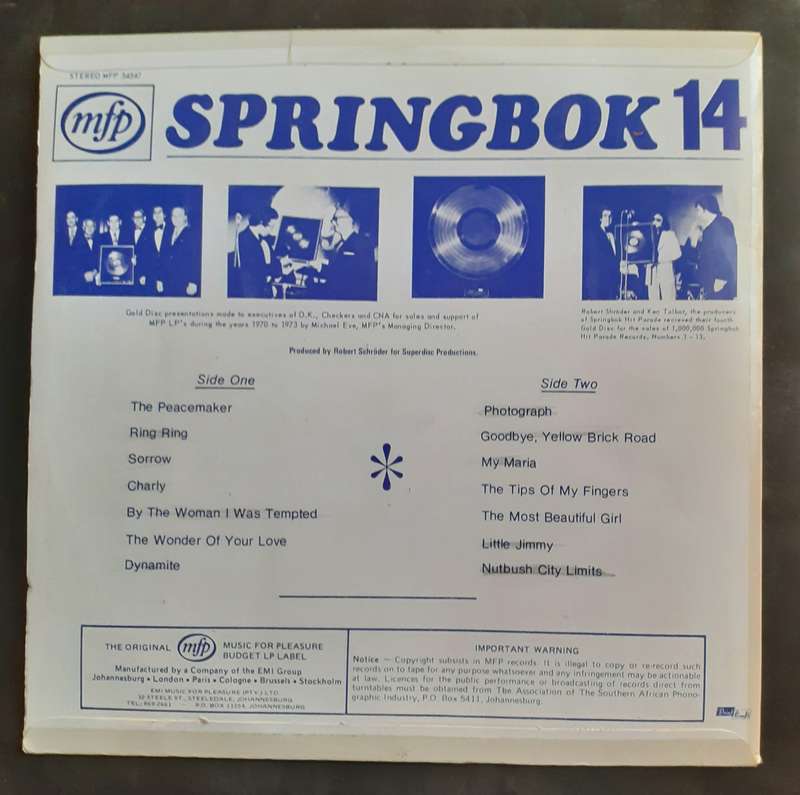 STEREO MFP 54547
mfp
SPRINGBOK 14
Gold Disc presentations made to executives of O.K., Checkers and CNA for sales and support of
MFP LP's during the years 1970 to 1973 by Michael Eve, MFP's Managing Director.
Robert Shröder and Ken Talbot, the producers
of Springbok Hit Parade recieved their fourth
Gold Disc for the sales of 1,000,000 Springbok
Hit Parade Records, Numbers 1 - 13.
Produced by Robert Schröder for Superdisc Productions.
Side One
The Peacemaker
Ring Ring
Sorrow
Charly
By The Woman I Was Tempted
The Wonder Of Your Love
Dynamite
Side Two
Photograph
Goodbye, Yellow Brick Road
My Maria
The Tips Of My Fingers
The Most Beautiful Girl
Little Jimmy
Nutbush City Limits
THE ORIGINAL mfp MUSIC FOR PLEASURE
BUDGET LP LABEL
Manufactured by a Company of the EMI Group
Johannesburg • London • Paris • Cologne • Brussels • Stockholm
EMI MUSIC FOR PLEASURE (PTY.) LTD.
32 STEELE ST., STEELEDALE, JOHANNESBURG
TEL.: 869-2661 - P.O. BOX 11254, JOHANNESBURG
IMPORTANT WARNING
Notice — Copyright subsists in MFP records. It is illegal to copy or re-record such
records on to tape for any purpose whatsoever and any infringement may be actionable
at law. Licences for the public performance or broadcasting of records direct from
turntables must be obtained from The Association of The Southern African Phono-
graphic Industry, P.O. Box 5411, Johannesburg.